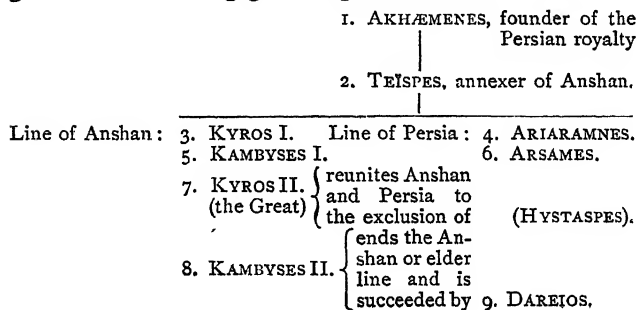 1. AKHÆMENES, founder of the
Persian royalty
2. TEÏSPES, annexer of Anshan.
Line of Anshan: 3. KYROS I. Line of Persia: 4. ARIARAMNES.
5. KAMBYSES I. 6. ARSAMES.
7. KYROS II. (the Great) { reunites Anshan
and Persia to
the exclusion of (HYSTASPES).
8. KAMBYSES II. { ends the An-
shan or elder
line and is
succeeded by 9. DAREIOS.